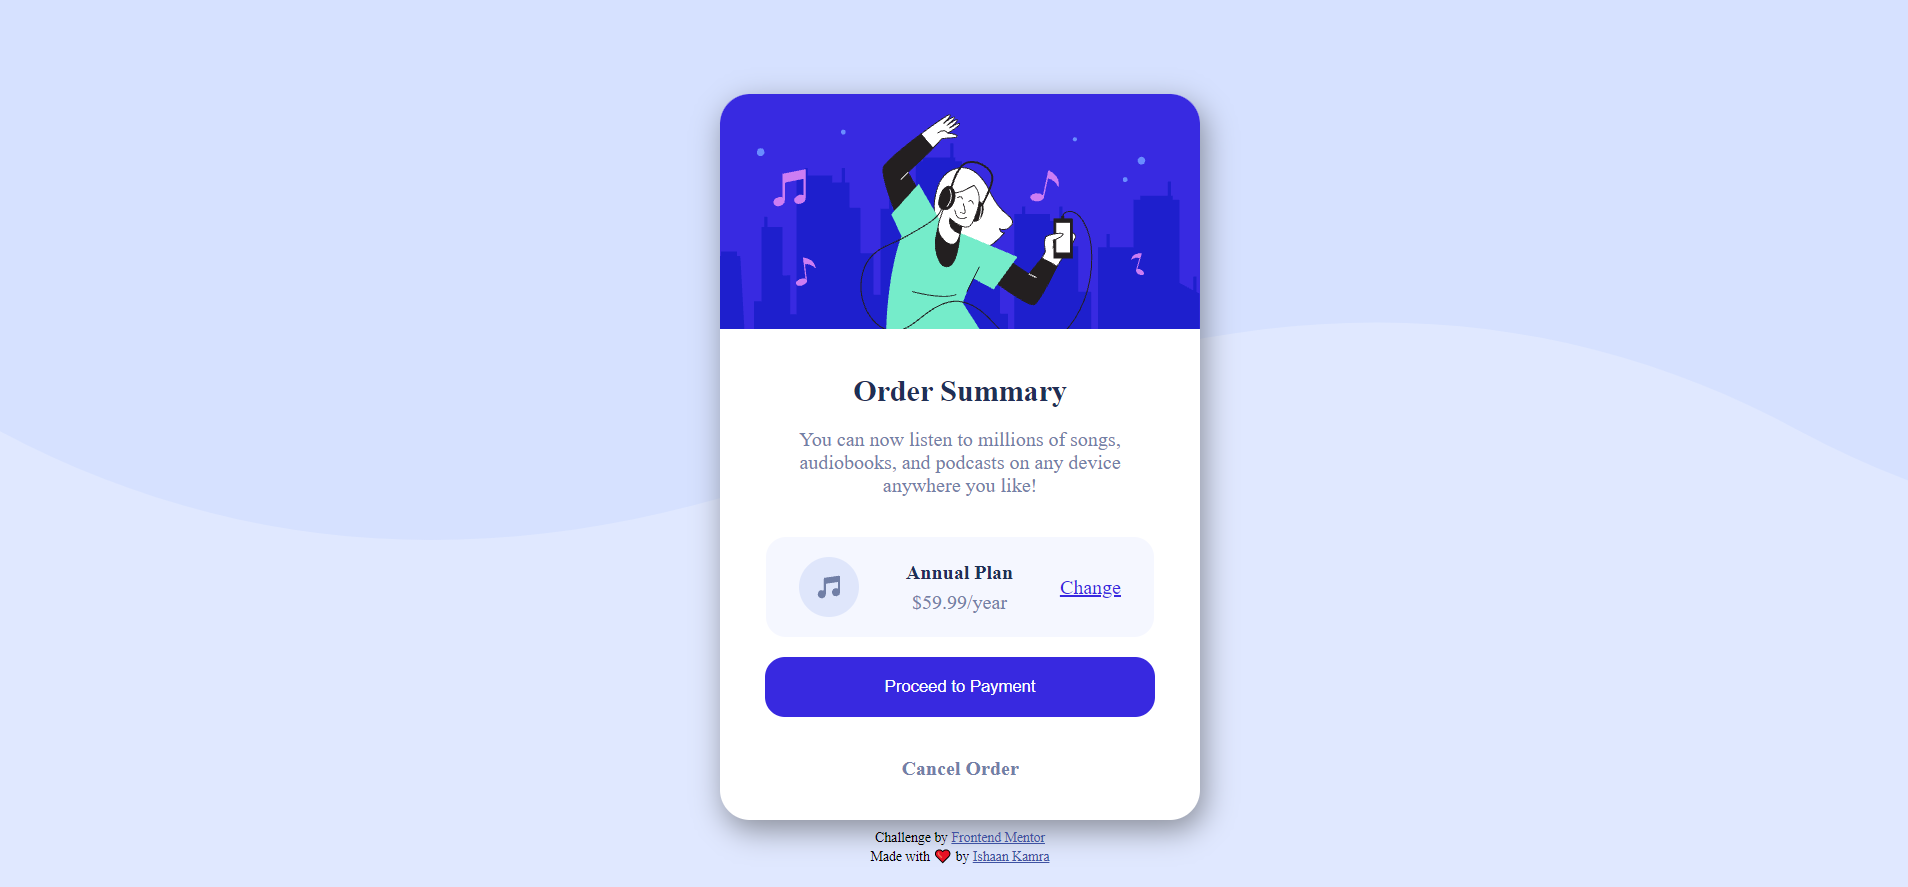 Order Summary
You can now listen to millions of songs,
audiobooks, and podcasts on any device
anywhere you like!
Annual Plan
$59.99/year
Change
Proceed to Payment
Cancel Order
Challenge by Frontend Mentor
Made with ❤️ by Ishaan Kamra